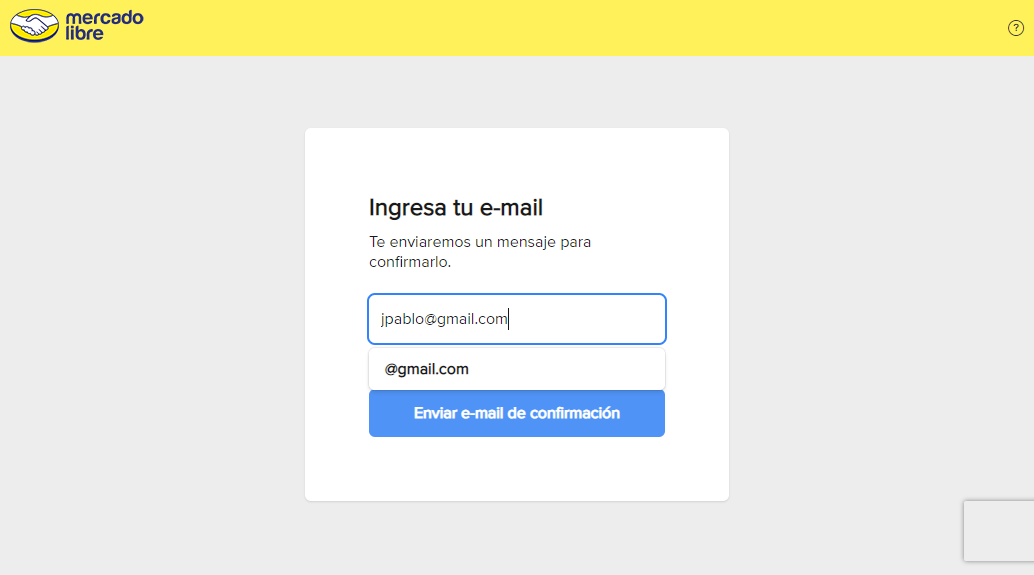 mercado
libre
?
Ingresa tu e-mail
Te enviaremos un mensaje para
confirmarlo.
jpablo@gmail.com
@gmail.com
Enviar e-mail de confirmación